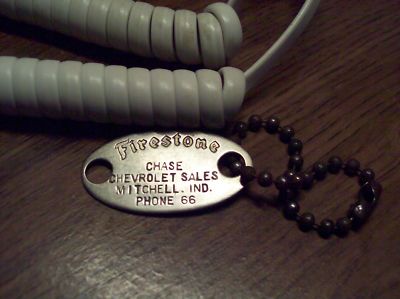 Firestone
CHASE
CHEVROLET SALES
MITCHELL. IND.
PHONE 66